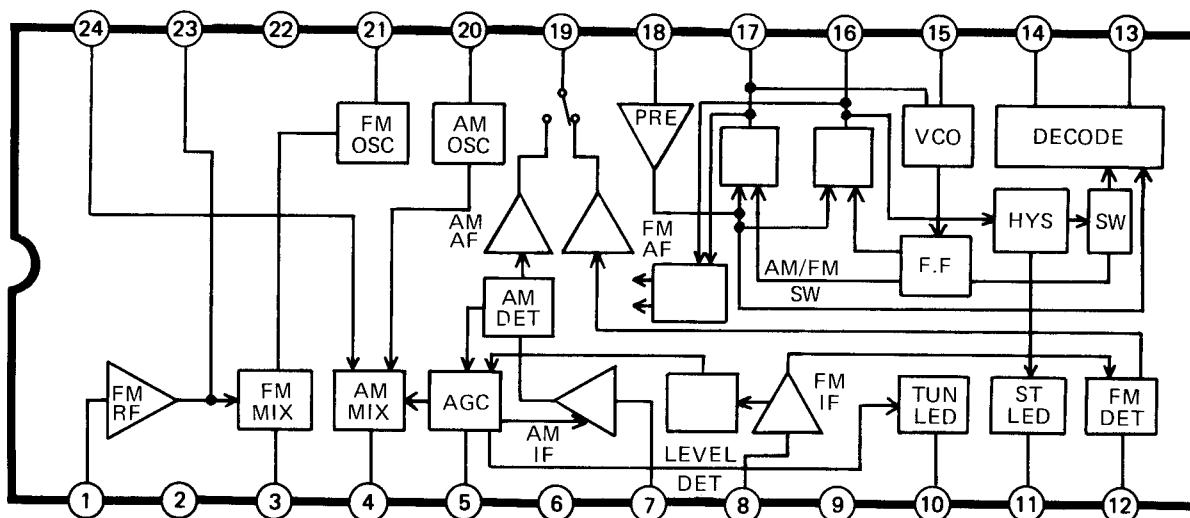 24 23 22 21 20 19 18 17 16 15 14 13
FM
OSC
AM
OSC
PRE
VCO
DECODE
AM
AF
FM
AF
HYS
SW
F.F
AM/FM
SW
AM
DET
FM
RF
FM
MIX
AM
MIX
AGC
AM
IF
LEVEL
DET
FM
IF
TUN
LED
ST
LED
FM
DET
1 2 3 4 5 6 7 8 9 10 11 12